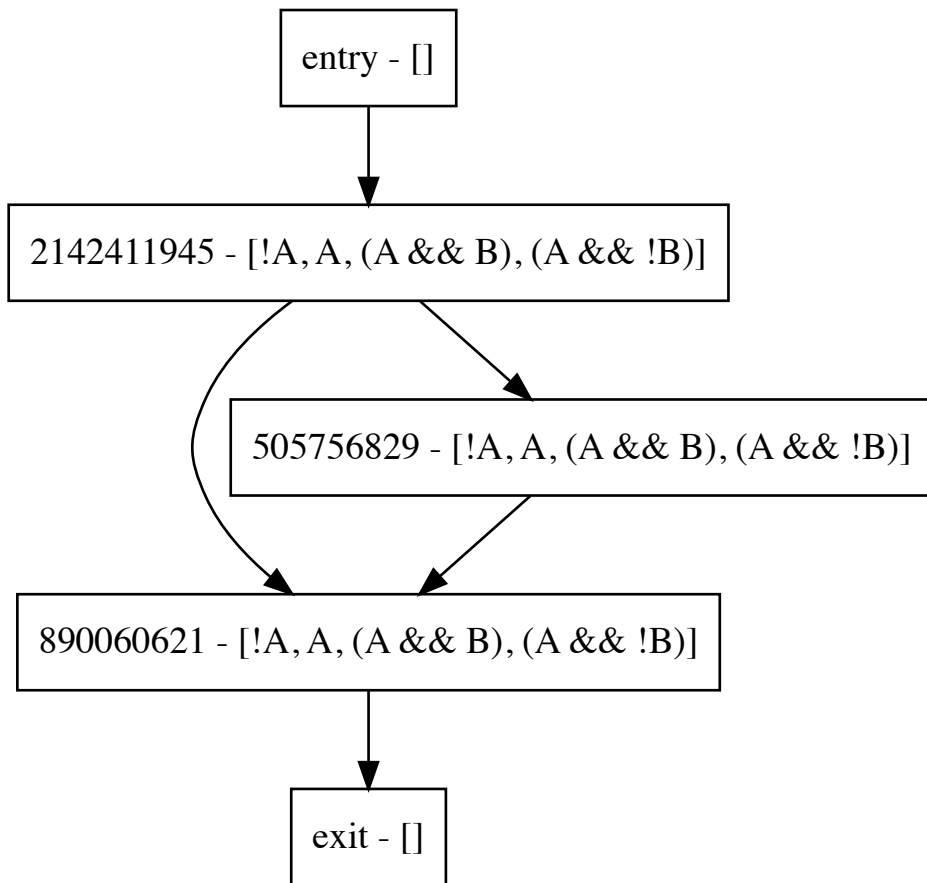 entry - []
2142411945 - [!A, A, (A && B), (A && !B)]
505756829 - [!A, A, (A && B), (A && !B)]
890060621 - [!A, A, (A && B), (A && !B)]
exit - []